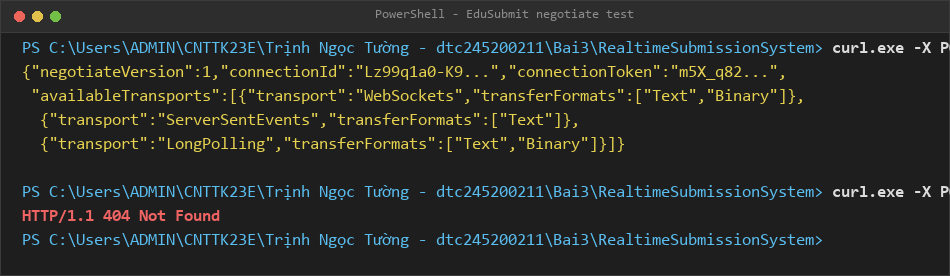 PowerShell - EduSubmit negotiate test
PS C:\Users\ADMIN\CNTTK23E\Trịnh Ngọc Tường - dtc245200211\Bai3\RealtimeSubmissionSystem> curl.exe -X P
{"negotiateVersion":1,"connectionId":"Lz99q1a0-K9...","connectionToken":"m5X_q82...",
"availableTransports":[{"transport":"WebSockets","transferFormats":["Text","Binary"]},
{"transport":"ServerSentEvents","transferFormats":["Text"]},
{"transport":"LongPolling","transferFormats":["Text","Binary"]}]}
PS C:\Users\ADMIN\CNTTK23E\Trịnh Ngọc Tường - dtc245200211\Bai3\RealtimeSubmissionSystem> curl.exe -X P
HTTP/1.1 404 Not Found
PS C:\Users\ADMIN\CNTTK23E\Trịnh Ngọc Tường - dtc245200211\Bai3\RealtimeSubmissionSystem>